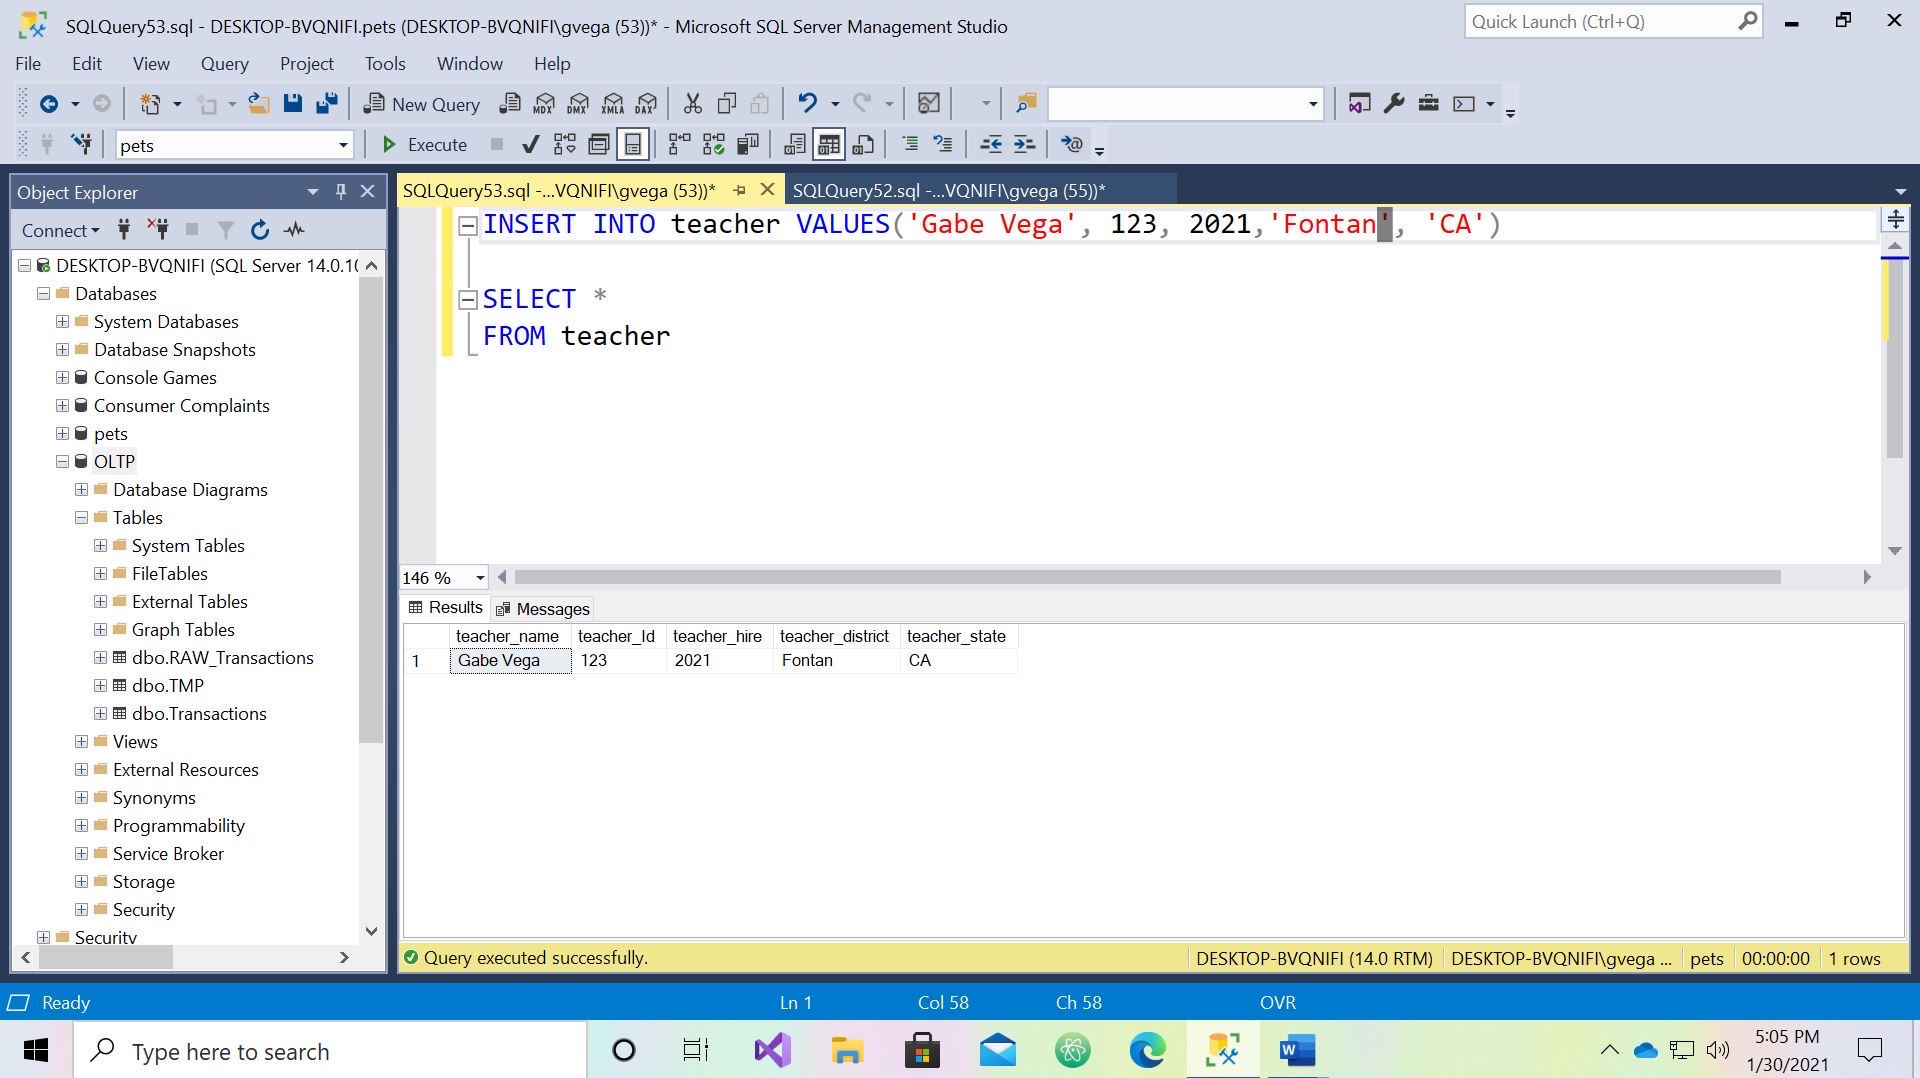 SQLQuery53.sql - DESKTOP-BVQNIFI.pets (DESKTOP-BVQNIFI\gvega (53))* - Microsoft SQL Server Management Studio
Quick Launch (Ctrl+Q)
File Edit View Query Project Tools Window Help
New Query MDX DMX XMLA DAX
pets Execute
Object Explorer
SQLQuery53.sql -...VQNIFI\gvega (53))* SQLQuery52.sql -...VQNIFI\gvega (55))*
Connect
INSERT INTO teacher VALUES('Gabe Vega', 123, 2021,'Fontan', 'CA')
SELECT *
FROM teacher
DESKTOP-BVQNIFI (SQL Server 14.0.10
Databases
System Databases
Database Snapshots
Console Games
Consumer Complaints
pets
OLTP
Database Diagrams
Tables
System Tables
FileTables
External Tables
Graph Tables
dbo.RAW_Transactions
dbo.TMP
dbo.Transactions
Views
External Resources
Synonyms
Programmability
Service Broker
Storage
Security
Security
146 %
Results Messages
teacher_name teacher_Id teacher_hire teacher_district teacher_state
1 Gabe Vega 123 2021 Fontan CA
Query executed successfully. DESKTOP-BVQNIFI (14.0 RTM) DESKTOP-BVQNIFI\gvega ... pets 00:00:00 1 rows
Ready Ln 1 Col 58 Ch 58 OVR
Type here to search
5:05 PM
1/30/2021